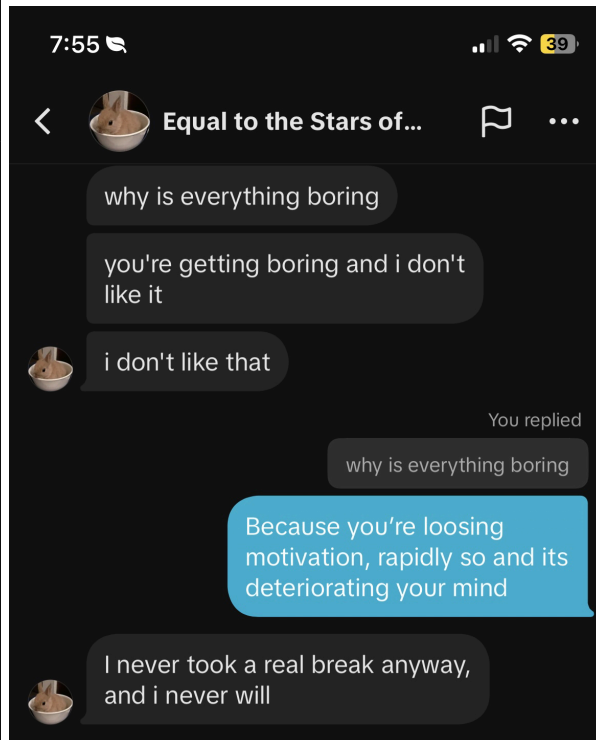 7:55
39
Equal to the Stars of...
why is everything boring
you're getting boring and i don't
like it
i don't like that
You replied
why is everything boring
Because you’re loosing
motivation, rapidly so and its
deteriorating your mind
I never took a real break anyway,
and i never will